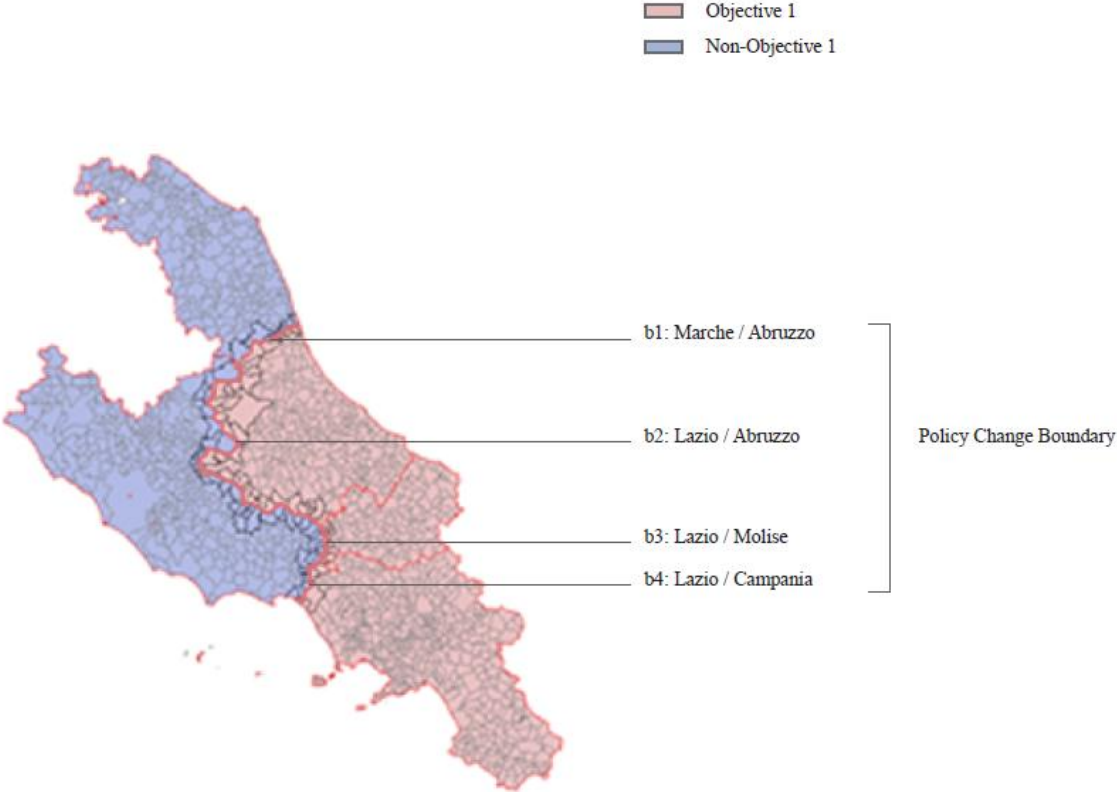 Objective 1
Non-Objective 1
b1: Marche / Abruzzo
b2: Lazio / Abruzzo
Policy Change Boundary
b3: Lazio / Molise
b4: Lazio / Campania